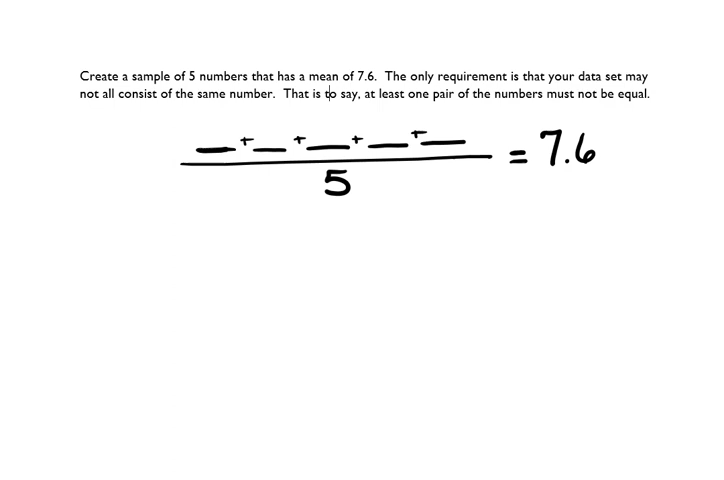 Create a sample of 5 numbers that has a mean of 7.6. The only requirement is that your data set may
not all consist of the same number. That is to say, at least one pair of the numbers must not be equal.
_ + _ + _ + _ + _
= 7.6
5